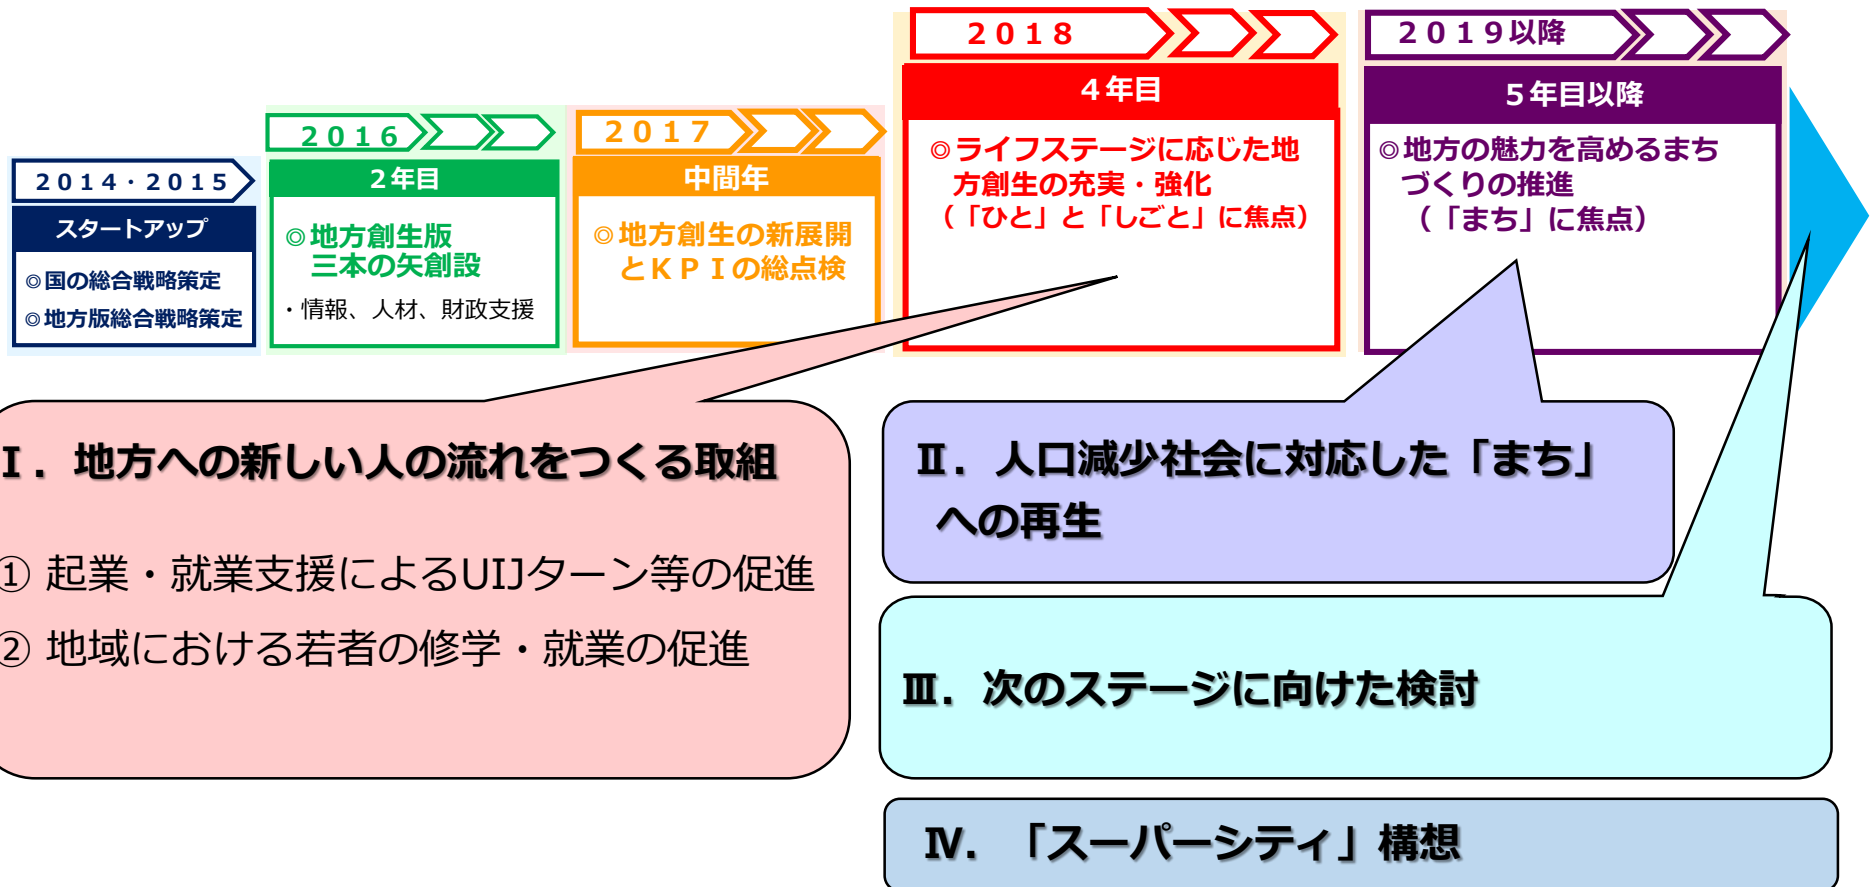 ２０１４・２０１５
スタートアップ
◎国の総合戦略策定
◎地方版総合戦略策定
２０１６
２年目
◎地方創生版
三本の矢創設
・情報、人材、財政支援
２０１７
中間年
◎地方創生の新展開
とＫＰＩの総点検
２０１８
４年目
◎ライフステージに応じた地
方創生の充実・強化
（「ひと」と「しごと」に焦点）
２０１９以降
５年目以降
◎地方の魅力を高めるまち
づくりの推進
（「まち」に焦点）
Ⅰ．地方への新しい人の流れをつくる取組
① 起業・就業支援によるUIJターン等の促進
② 地域における若者の修学・就業の促進
Ⅱ．人口減少社会に対応した「まち」
への再生
Ⅲ．次のステージに向けた検討
Ⅳ．「スーパーシティ」構想